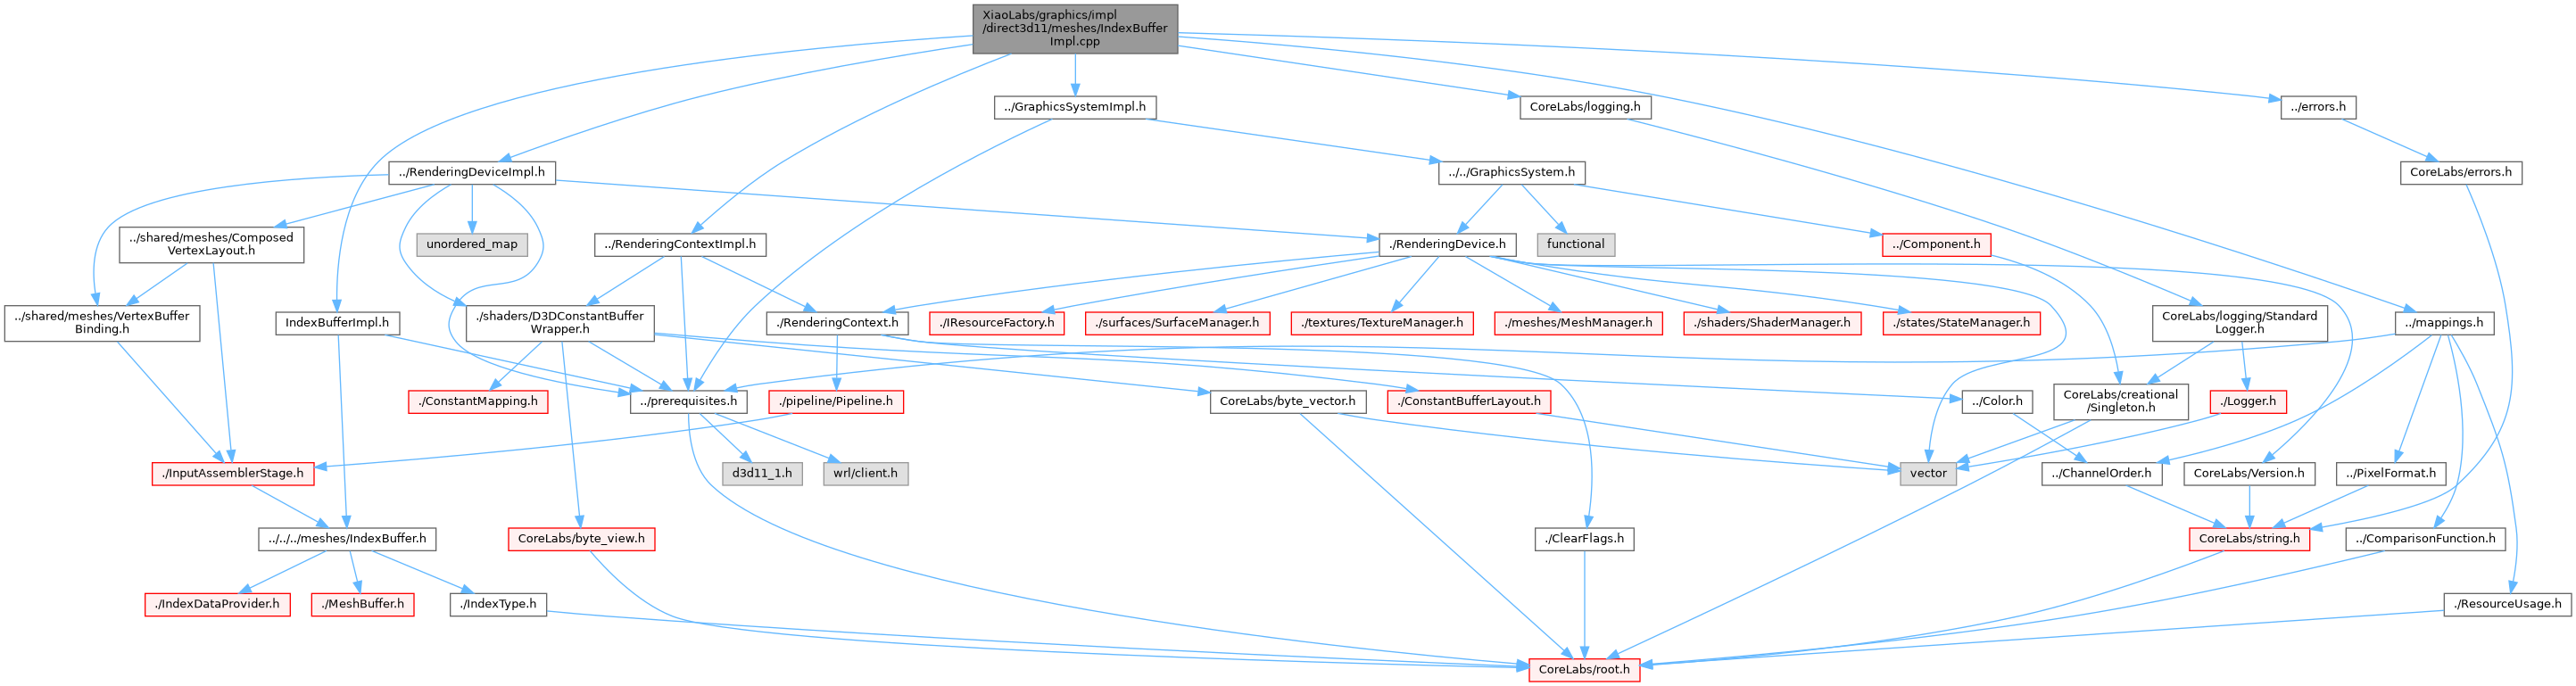 XiaoLabs/graphics/impl
/direct3d11/meshes/IndexBuffer
Impl.cpp
../GraphicsSystemImpl.h
CoreLabs/logging.h
../errors.h
../RenderingDeviceImpl.h
../../GraphicsSystem.h
CoreLabs/errors.h
../shared/meshes/Composed
VertexLayout.h
unordered_map
../RenderingContextImpl.h
./RenderingDevice.h
functional
../Component.h
../shared/meshes/VertexBuffer
Binding.h
IndexBufferImpl.h
./shaders/D3DConstantBuffer
Wrapper.h
./RenderingContext.h
./IResourceFactory.h
./surfaces/SurfaceManager.h
./textures/TextureManager.h
./meshes/MeshManager.h
./shaders/ShaderManager.h
./states/StateManager.h
CoreLabs/logging/Standard
Logger.h
../mappings.h
./ConstantMapping.h
../prerequisites.h
./pipeline/Pipeline.h
CoreLabs/byte_vector.h
./ConstantBufferLayout.h
../Color.h
CoreLabs/creational
/Singleton.h
./Logger.h
./InputAssemblerStage.h
d3d11_1.h
wrl/client.h
vector
../ChannelOrder.h
CoreLabs/Version.h
../PixelFormat.h
../../../meshes/IndexBuffer.h
CoreLabs/byte_view.h
./ClearFlags.h
CoreLabs/string.h
../ComparisonFunction.h
./IndexDataProvider.h
./MeshBuffer.h
./IndexType.h
./ResourceUsage.h
CoreLabs/root.h